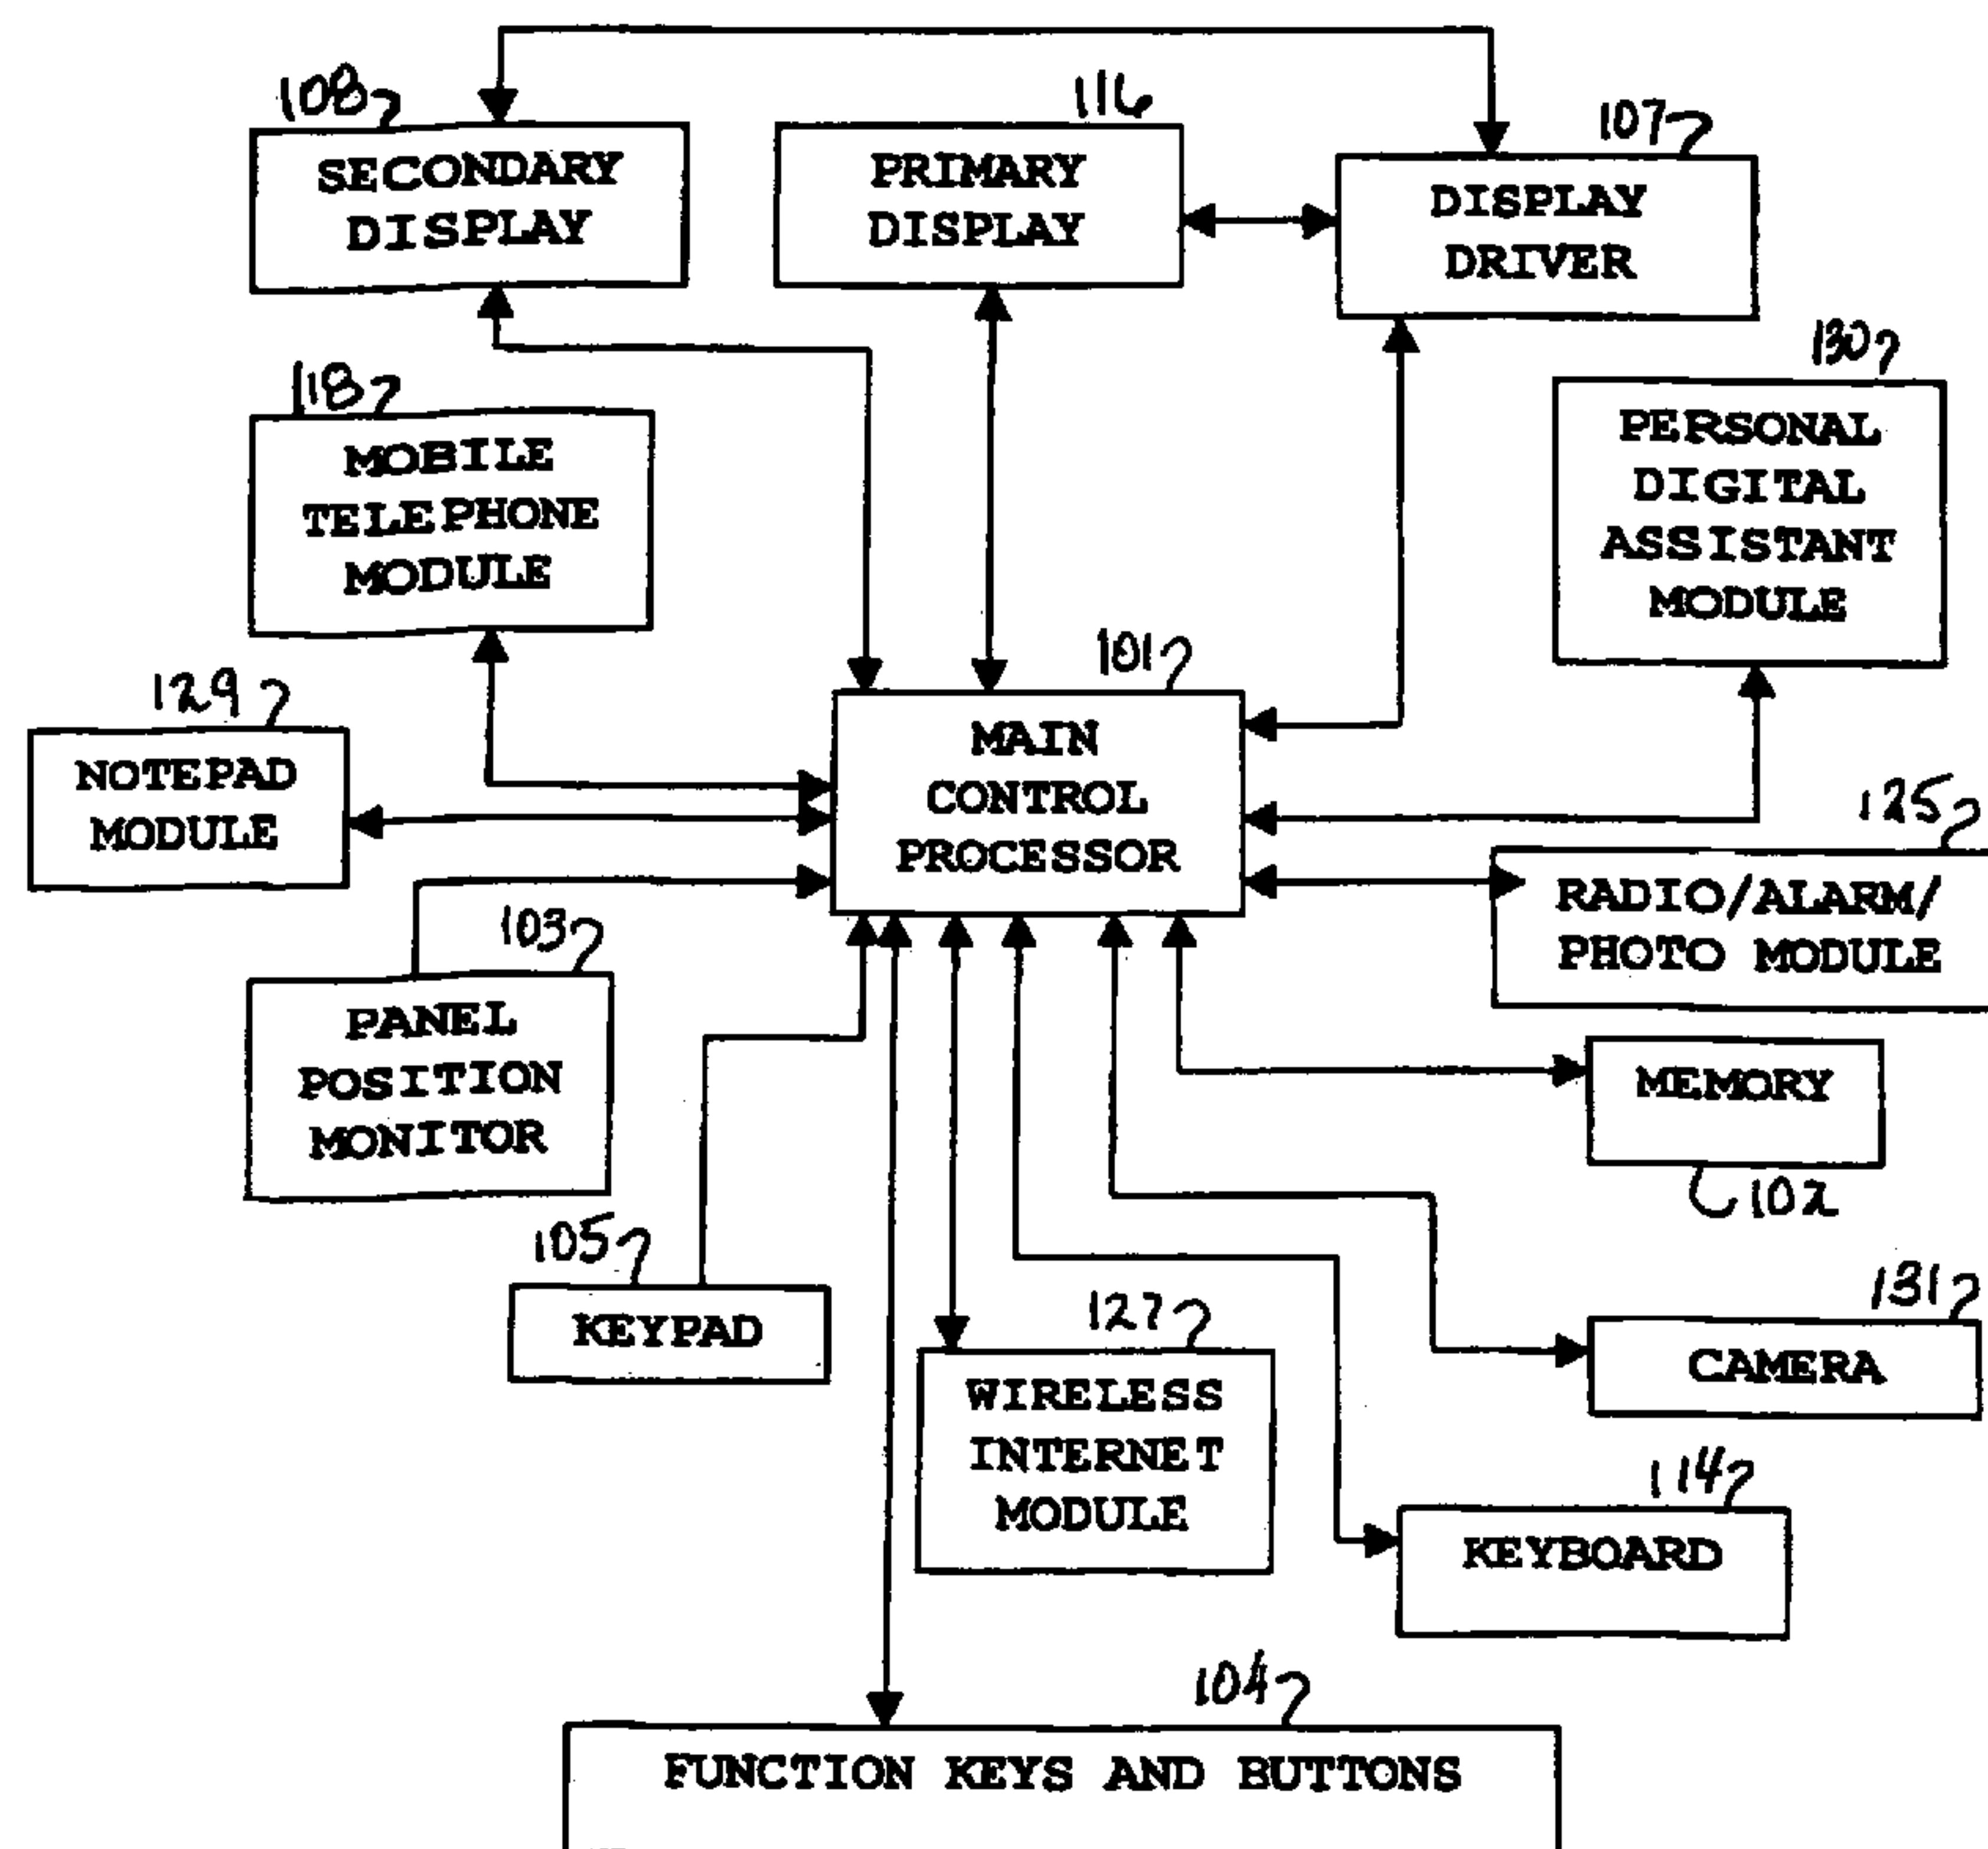 108
SECONDARY
DISPLAY
116
PRIMARY
DISPLAY
107
DISPLAY
DRIVER
118
MOBILE
TELEPHONE
MODULE
130
PERSONAL
DIGITAL
ASSISTANT
MODULE
129
NOTEPAD
MODULE
101
MAIN
CONTROL
PROCESSOR
125
RADIO/ALARM/
PHOTO MODULE
103
PANEL
POSITION
MONITOR
MEMORY
102
105
KEYPAD
127
WIRELESS
INTERNET
MODULE
131
CAMERA
114
KEYBOARD
104
FUNCTION KEYS AND BUTTONS